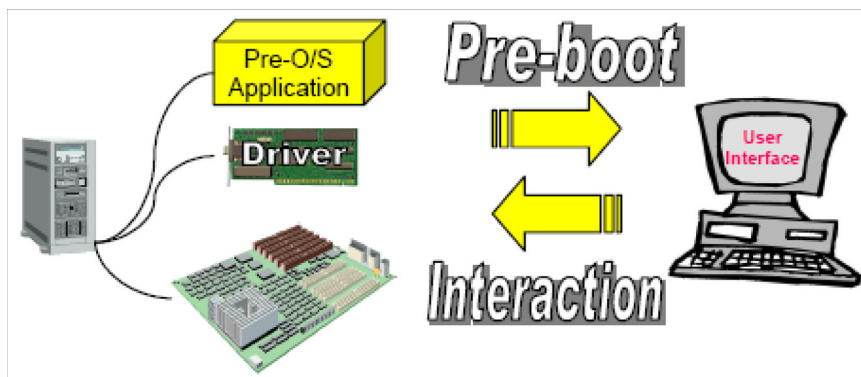 Pre-O/S
Application
Driver
Pre-boot
Interaction
User
Interface